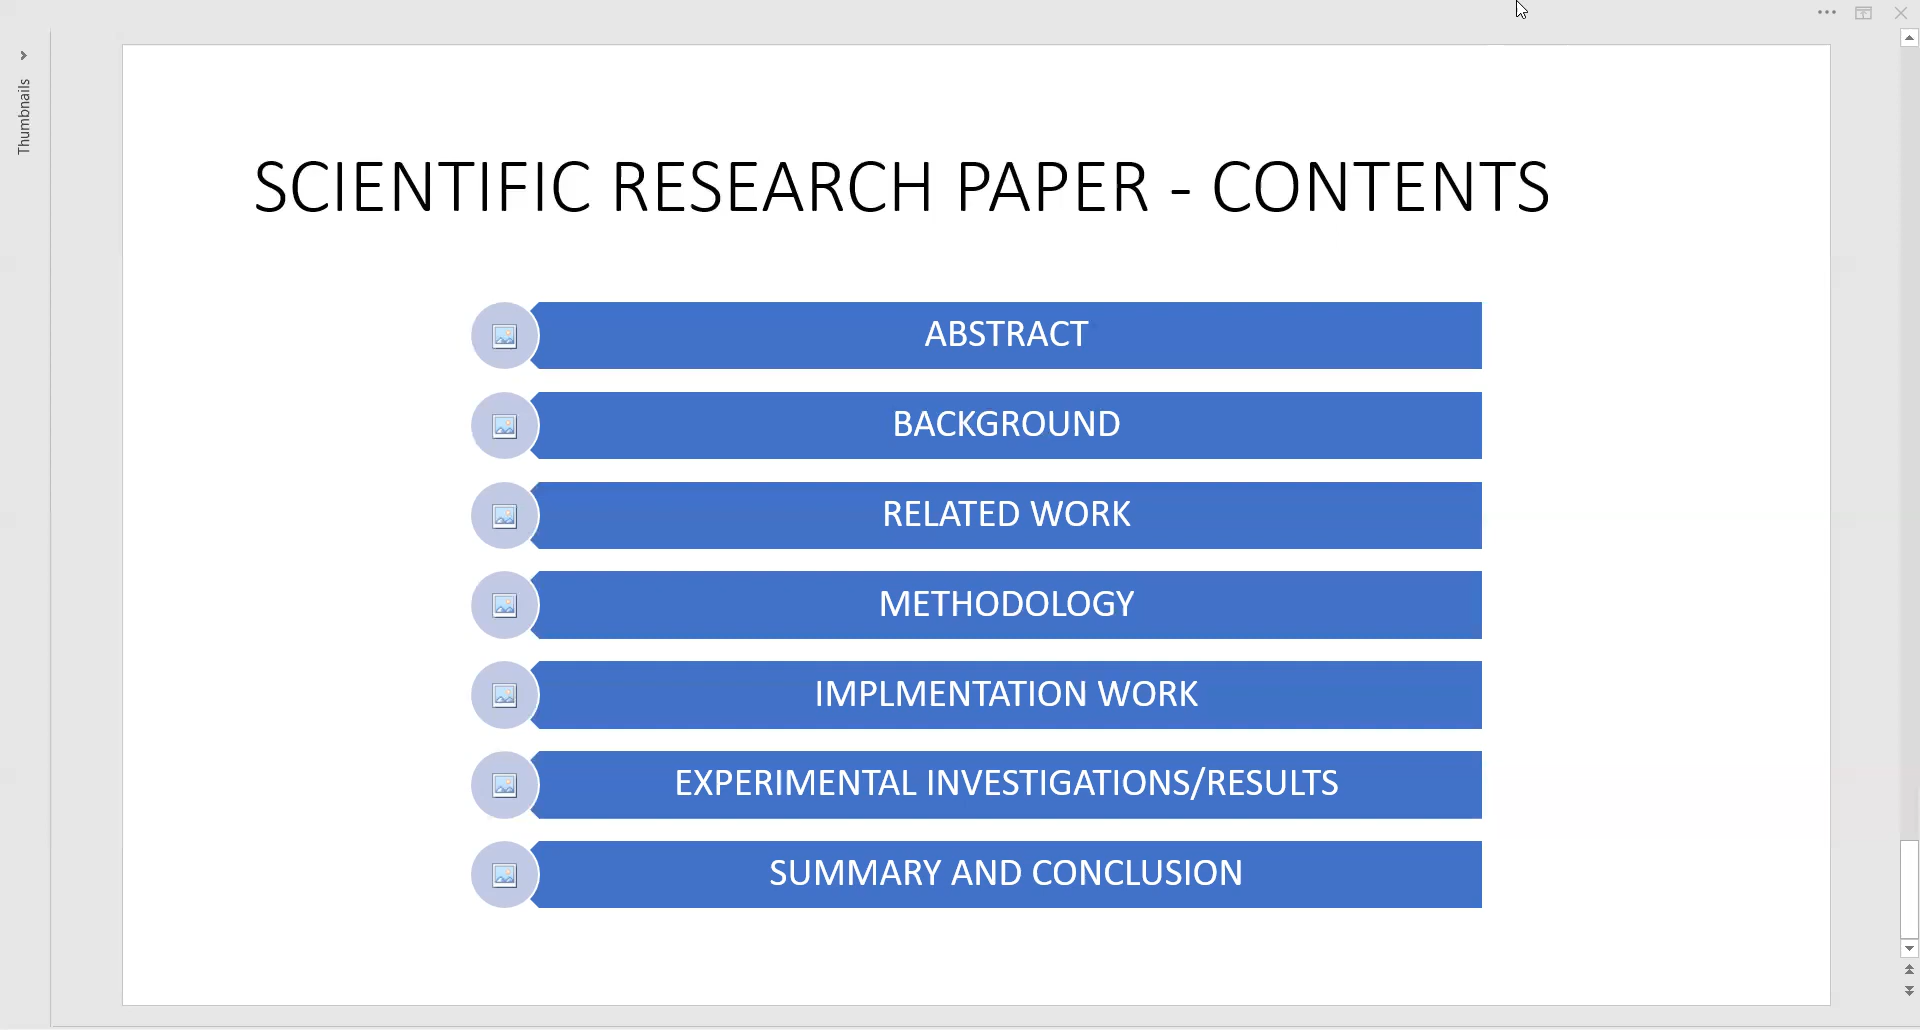 Thumbnails
SCIENTIFIC RESEARCH PAPER - CONTENTS
ABSTRACT
BACKGROUND
RELATED WORK
METHODOLOGY
IMPLMENTATION WORK
EXPERIMENTAL INVESTIGATIONS/RESULTS
SUMMARY AND CONCLUSION